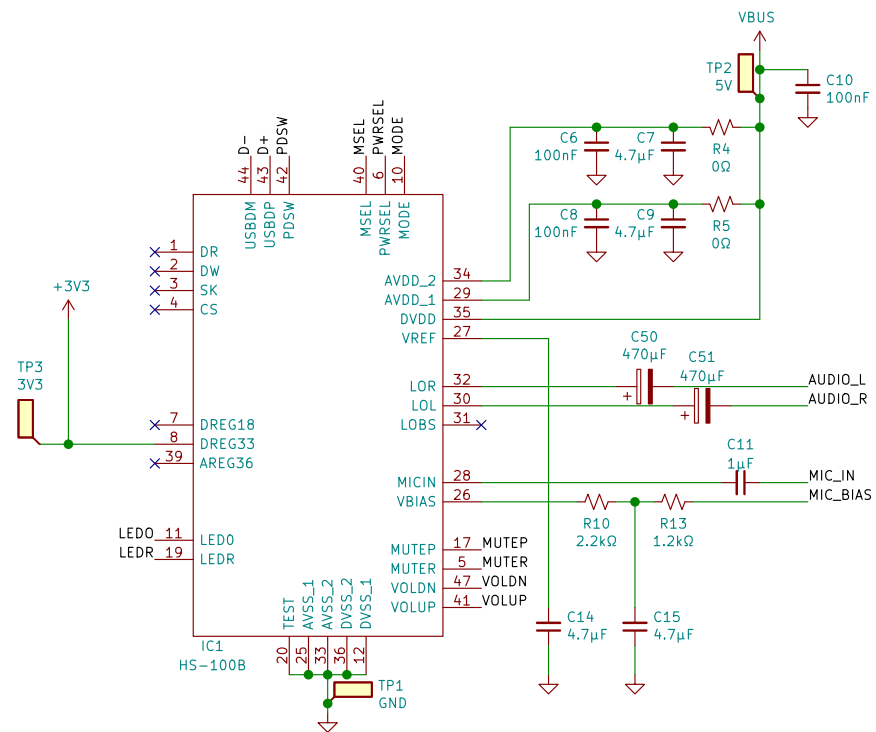 VBUS
TP2
5V
C10
100nF
D-
D+
PDSW
MSEL
PWRSEL
MODE
44
43
42
40
6
10
USBDM
USBDP
PDSW
MSEL
PWRSEL
MODE
C6
100nF
C7
4.7µF
R4
0Ω
C8
100nF
C9
4.7µF
R5
0Ω
1 DR
2 DW
3 SK
4 CS
+3V3
TP3
3V3
7 DREG18
8 DREG33
39 AREG36
LEDO 11 LEDO
LEDR 19 LEDR
AVDD_2 34
AVDD_1 29
DVDD 35
VREF 27
LOR 32
LOL 30
LOBS 31
C50
470µF
C51
470µF
AUDIO_L
AUDIO_R
C11
1µF
MICIN 28
MIC_IN
VBIAS 26
MIC_BIAS
R10
2.2kΩ
R13
1.2kΩ
MUTEP 17 MUTEP
MUTER 5 MUTER
VOLDN 47 VOLDN
VOLUP 41 VOLUP
C14
4.7µF
C15
4.7µF
TEST
AVSS_1
AVSS_2
DVSS_2
DVSS_1
20
25
33
36
12
IC1
HS-100B
TP1
GND